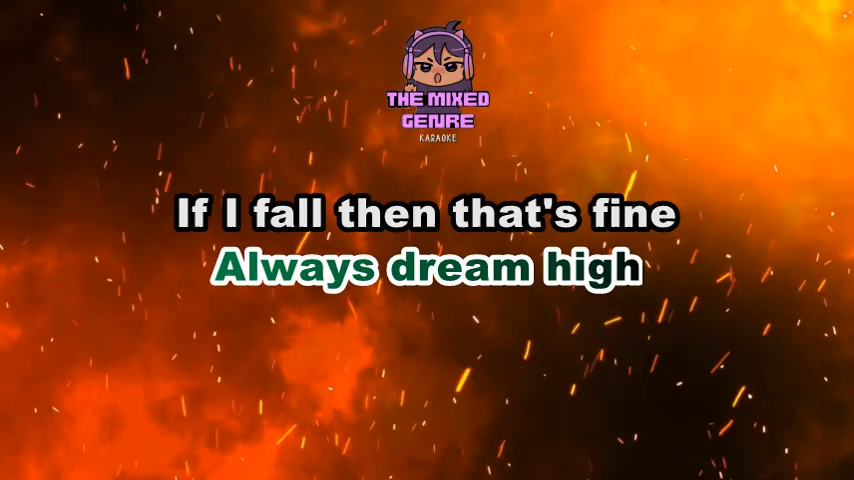 THE MIXED
GENRE
KARAOKE
If I fall then that's fine
Always dream high